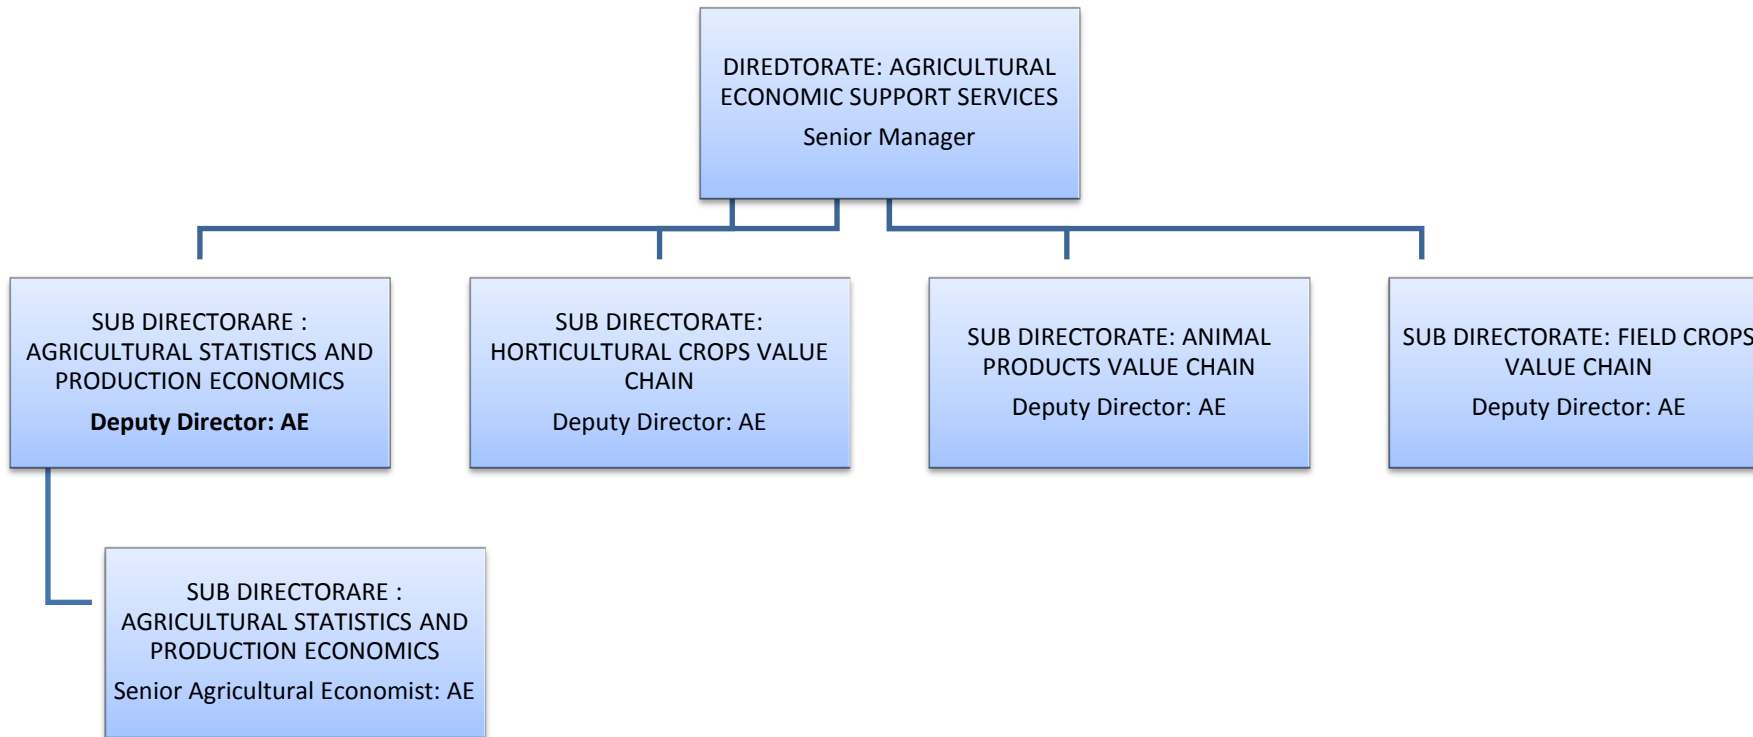 DIREDTORATE: AGRICULTURAL
ECONOMIC SUPPORT SERVICES
Senior Manager
SUB DIRECTORARE :
AGRICULTURAL STATISTICS AND
PRODUCTION ECONOMICS
Deputy Director: AE
SUB DIRECTORATE:
HORTICULTURAL CROPS VALUE
CHAIN
Deputy Director: AE
SUB DIRECTORATE: ANIMAL
PRODUCTS VALUE CHAIN
Deputy Director: AE
SUB DIRECTORATE: FIELD CROPS
VALUE CHAIN
Deputy Director: AE
SUB DIRECTORARE :
AGRICULTURAL STATISTICS AND
PRODUCTION ECONOMICS
Senior Agricultural Economist: AE